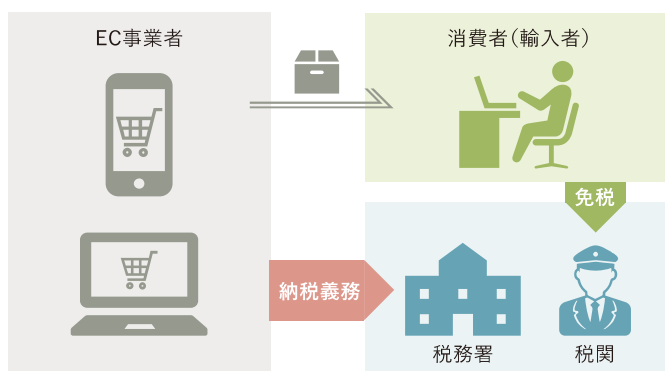 EC事業者
消費者（輸入者）
免税
納税義務
税務署
税関